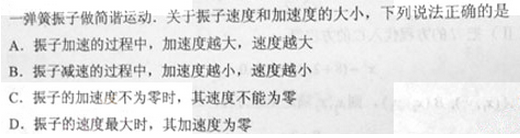 一弹簧振子做简谐运动．关于振子速度和加速度的大小，下列说法正确的是
A．振子加速的过程中，加速度越大，速度越大
B．振子减速的过程中，加速度越小，速度越小
C．振子的加速度不为零时，其速度不能为零
D．振子的速度最大时，其加速度为零